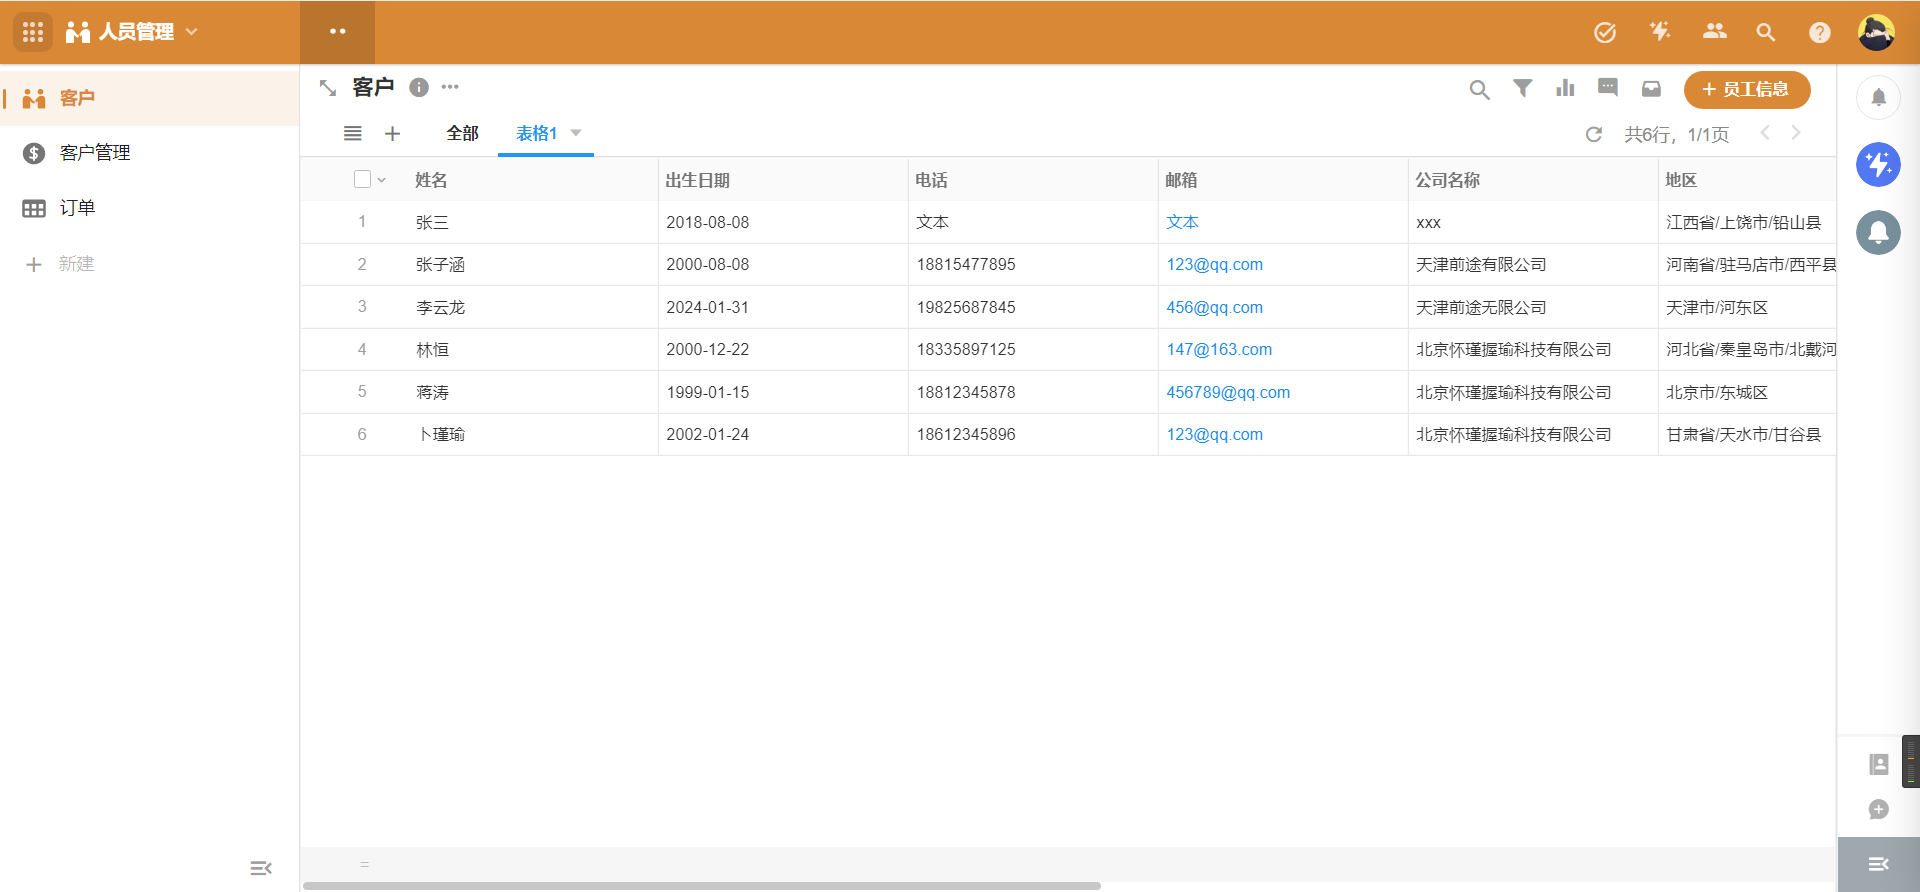 人员管理
客户
客户管理
订单
新建
客户
员工信息
全部 表格1
共6行，1/1页
姓名 出生日期 电话 邮箱 公司名称 地区
1 张三 2018-08-08 文本 文本 xxx 江西省/上饶市/铅山县
2 张子涵 2000-08-08 18815477895 123@qq.com 天津前途有限公司 河南省/驻马店市/西平县
3 李云龙 2024-01-31 19825687845 456@qq.com 天津前途无限公司 天津市/河东区
4 林恒 2000-12-22 18335897125 147@163.com 北京怀瑾握瑜科技有限公司 河北省/秦皇岛市/北戴河
5 蒋涛 1999-01-15 18812345878 456789@qq.com 北京怀瑾握瑜科技有限公司 北京市/东城区
6 卜瑾瑜 2002-01-24 18612345896 123@qq.com 北京怀瑾握瑜科技有限公司 甘肃省/天水市/甘谷县
=